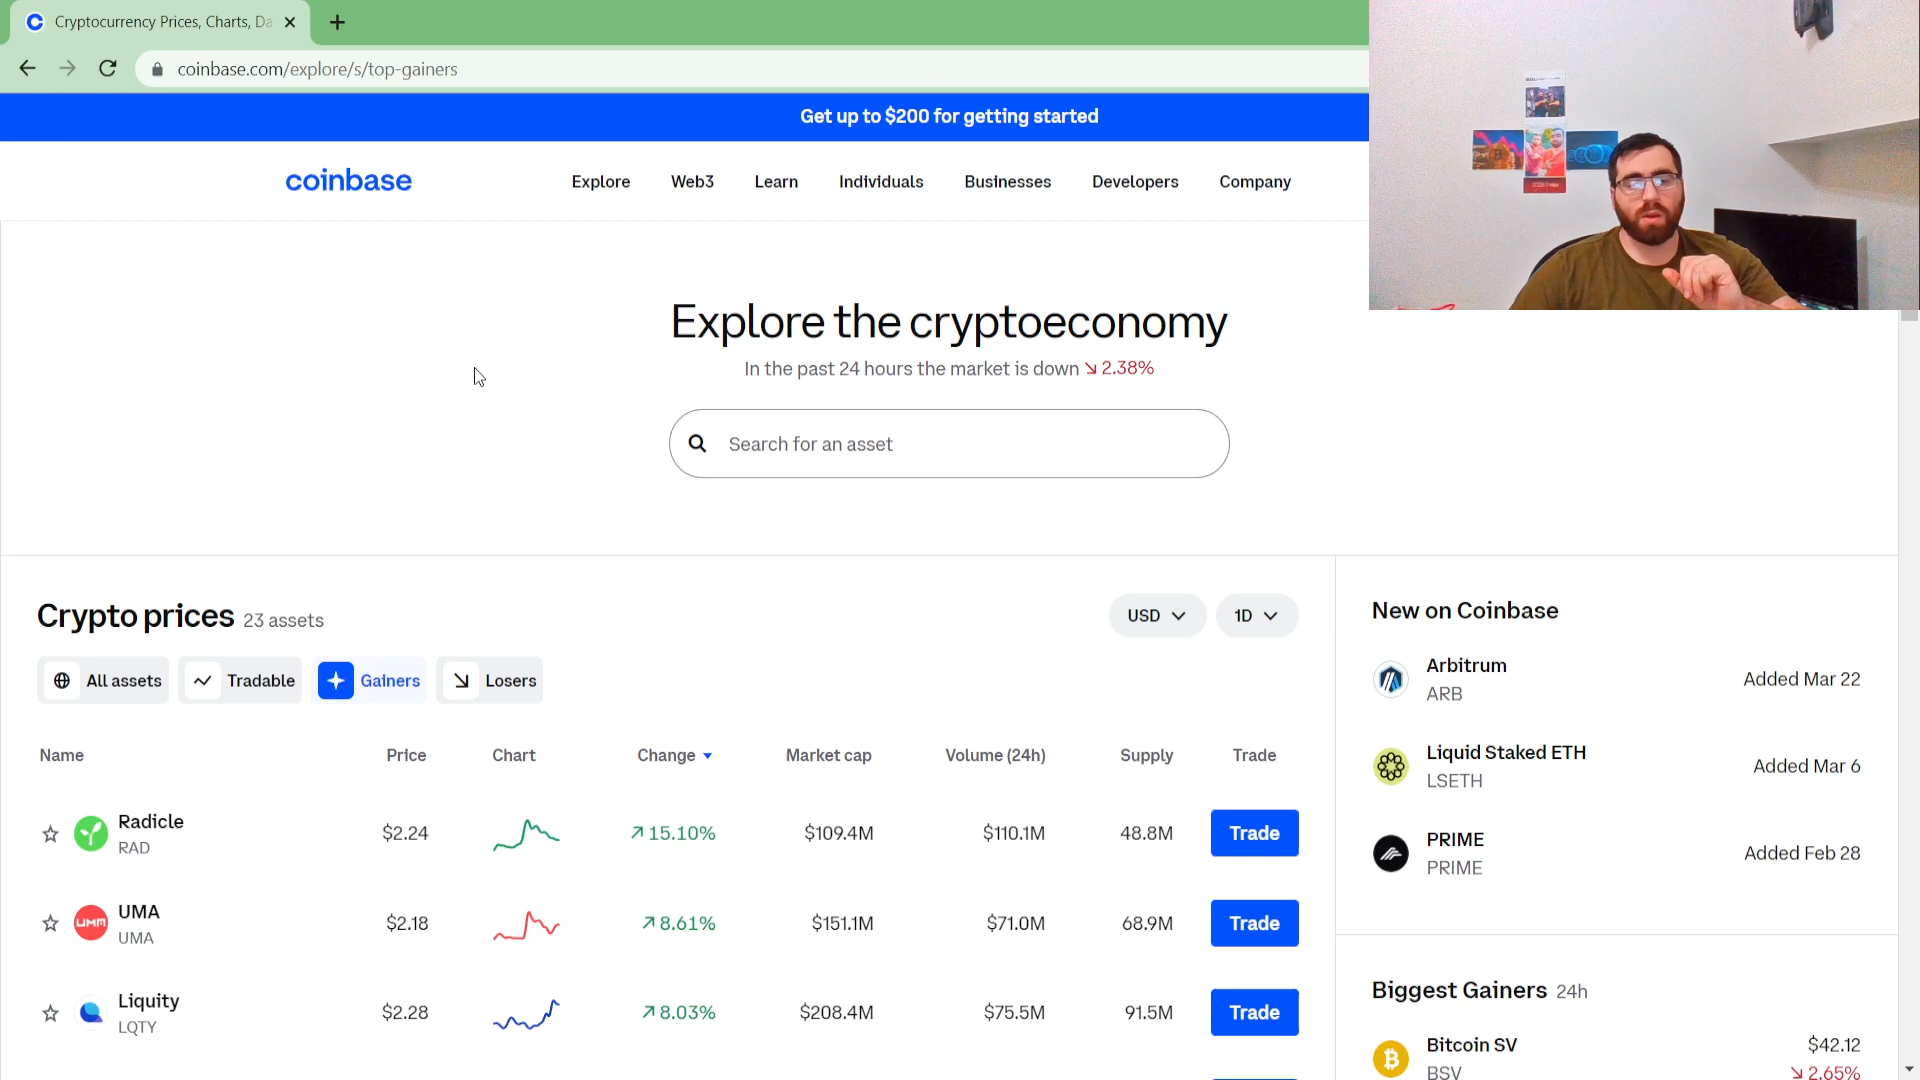 Cryptocurrency Prices, Charts, Da
coinbase.com/explore/s/top-gainers
Get up to $200 for getting started
coinbase
Explore
Web3
Learn
Individuals
Businesses
Developers
Company
Explore the cryptoeconomy
In the past 24 hours the market is down ↘ 2.38%
Search for an asset
Crypto prices 23 assets
USD
1D
All assets
Tradable
Gainers
Losers
Name Price Chart Change Market cap Volume (24h) Supply Trade
Radicle
RAD
$2.24 ↗ 15.10% $109.4M $110.1M 48.8M Trade
UMA
UMA
UMA
$2.18 ↗ 8.61% $151.1M $71.0M 68.9M Trade
Liquity
LQTY
$2.28 ↗ 8.03% $208.4M $75.5M 91.5M Trade
New on Coinbase
Arbitrum
ARB
Added Mar 22
Liquid Staked ETH
LSETH
Added Mar 6
PRIME
PRIME
Added Feb 28
Biggest Gainers 24h
Bitcoin SV
BSV
$42.12
↘ 2.65%